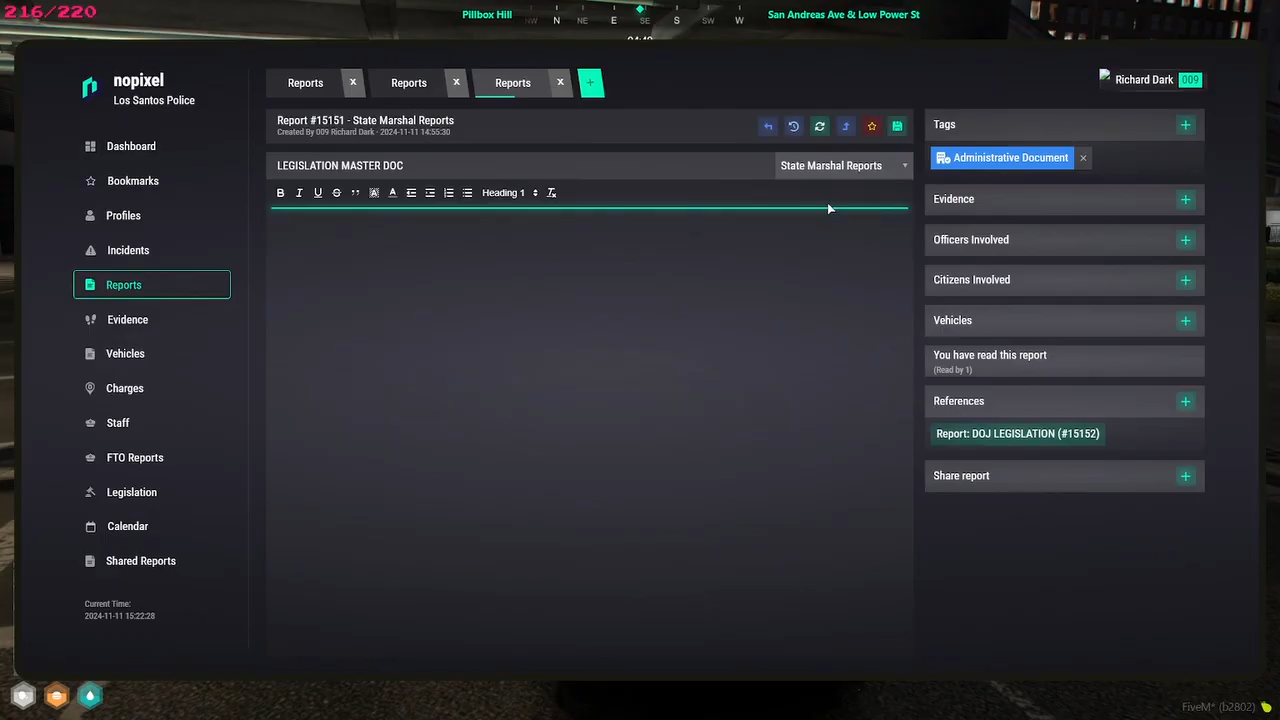 216/220
Pillbox Hill
NW N NE E SE S SW W
San Andreas Ave & Low Power St
nopixel
Los Santos Police
Reports x
Reports x
Reports x
+
Richard Dark 009
Report #15151 - State Marshal Reports
Created By 009 Richard Dark · 2024-11-11 14:55:30
LEGISLATION MASTER DOC
State Marshal Reports
B I U S
A
Heading 1
Dashboard
Bookmarks
Profiles
Incidents
Reports
Evidence
Vehicles
Charges
Staff
FTO Reports
Legislation
Calendar
Shared Reports
Current Time:
2024-11-11 15:22:28
Tags
Administrative Document x
Evidence
Officers Involved
Citizens Involved
Vehicles
You have read this report
(Read by 1)
References
Report: DOJ LEGISLATION (#15152)
Share report
FiveM* (b2802)